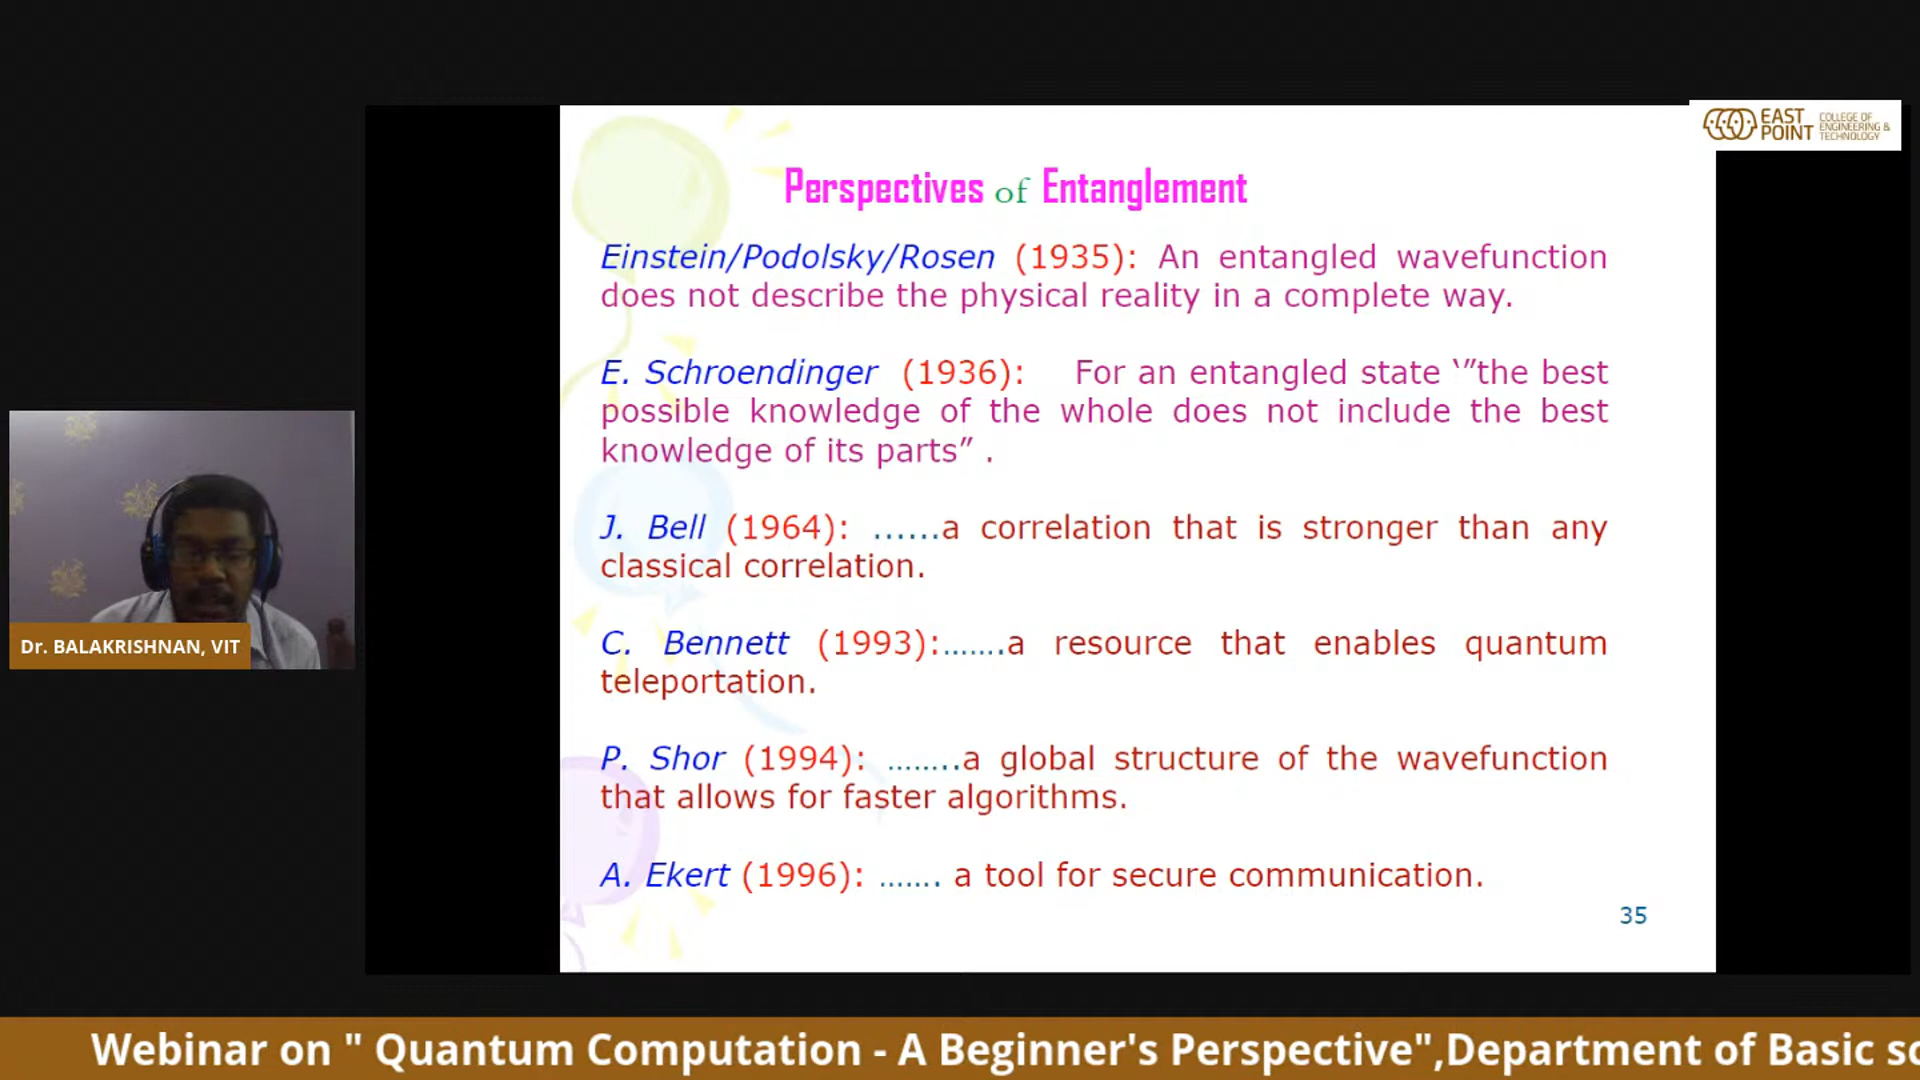 EAST
POINT
COLLEGE OF
ENGINEERING &
TECHNOLOGY
Perspectives of Entanglement
Einstein/Podolsky/Rosen (1935): An entangled wavefunction
does not describe the physical reality in a complete way.
E. Schroendinger (1936): For an entangled state ‘”the best
possible knowledge of the whole does not include the best
knowledge of its parts” .
J. Bell (1964): ......a correlation that is stronger than any
classical correlation.
C. Bennett (1993):.......a resource that enables quantum
teleportation.
P. Shor (1994): ........a global structure of the wavefunction
that allows for faster algorithms.
A. Ekert (1996): ....... a tool for secure communication.
35
Dr. BALAKRISHNAN, VIT
Webinar on " Quantum Computation - A Beginner's Perspective",Department of Basic sc